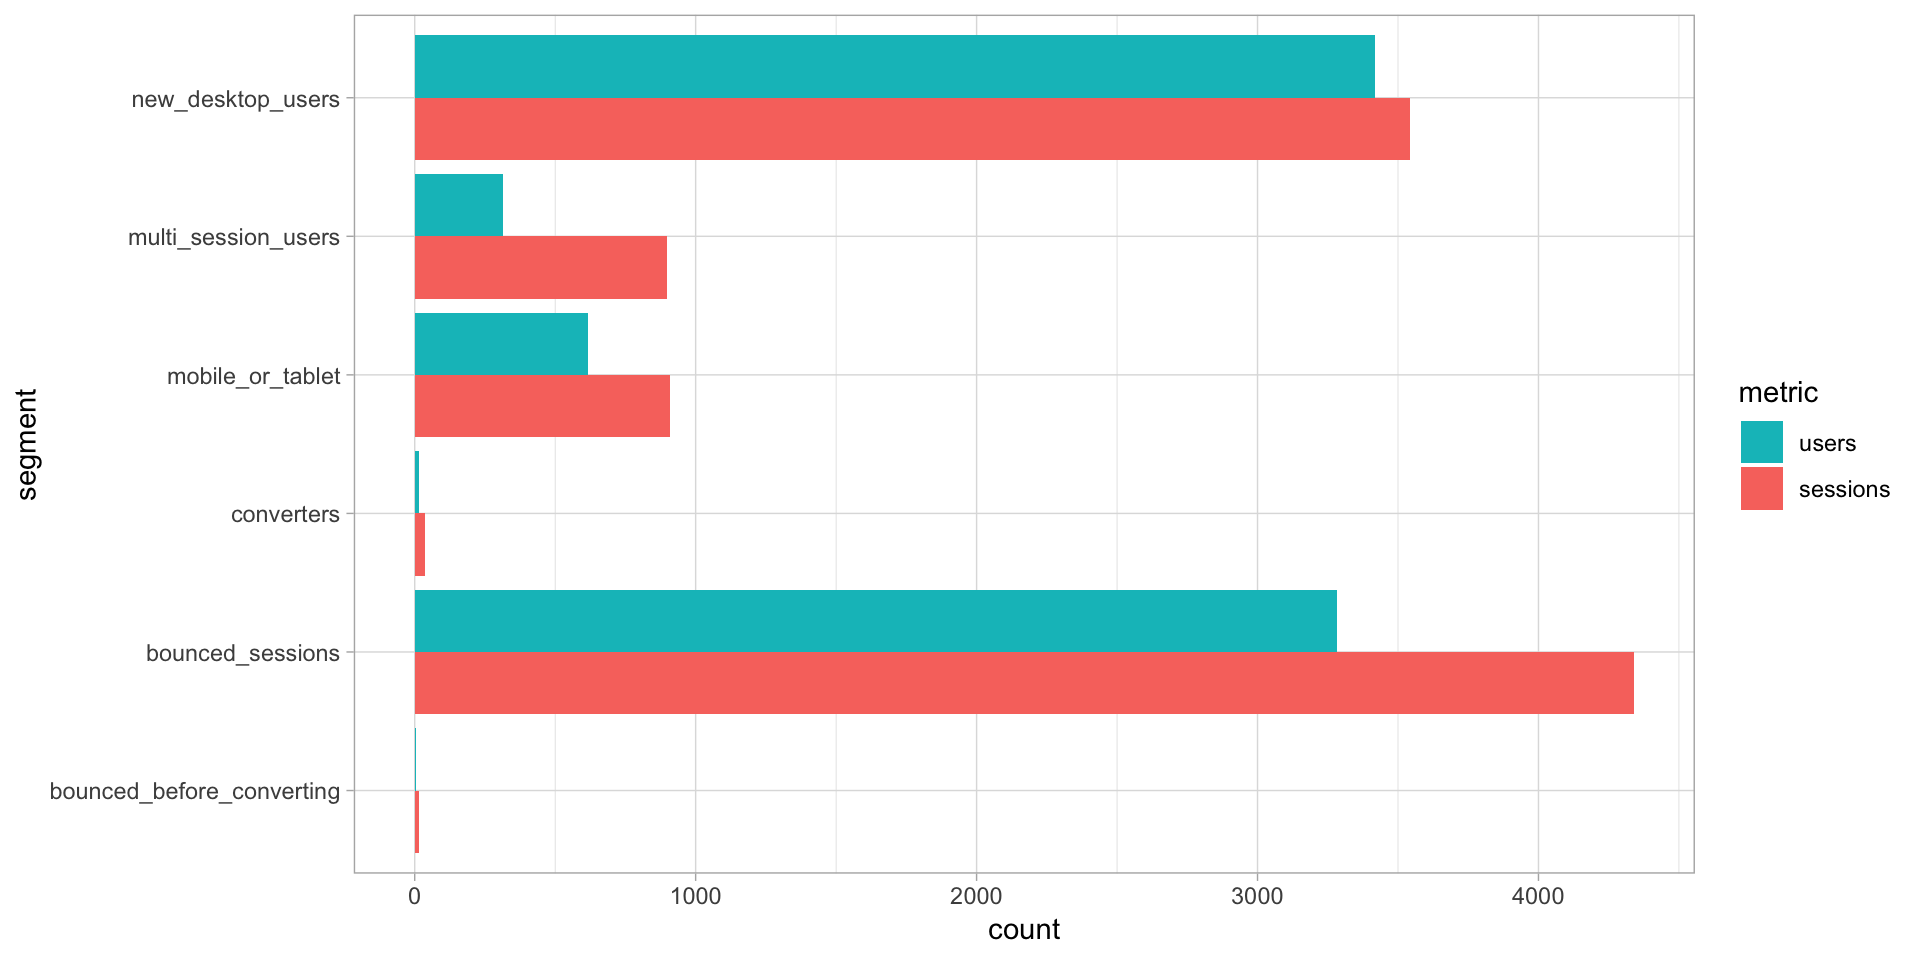 new_desktop_users
multi_session_users
mobile_or_tablet
converters
bounced_sessions
bounced_before_converting
segment
0 1000 2000 3000 4000
count
metric
users
sessions